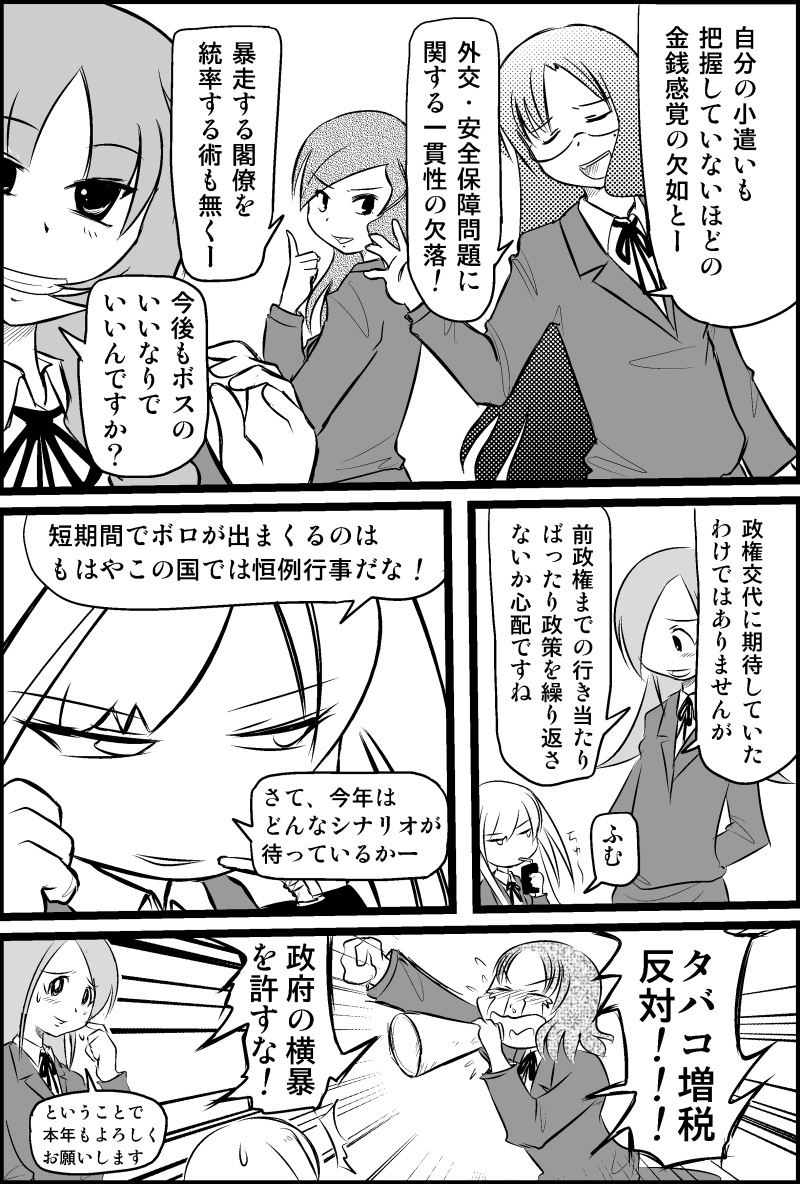 自分の小遣いも
把握していないほどの
金銭感覚の欠如とー
外交・安全保障問題に
関する一貫性の欠落！
暴走する閣僚を
統率する術も無くー
今後もボスの
いいなりで
いいんですか？
政権交代に期待していた
わけではありませんが
前政権までの行き当たり
ばったり政策を繰り返さ
ないか心配ですね
ふむ
ちゅー
短期間でボロが出まくるのは
もはやこの国では恒例行事だな！
さて、今年は
どんなシナリオが
待っているかー
タバコ増税
反対！！！
政府の横暴
を許すな！
ということで
本年もよろしく
お願いします